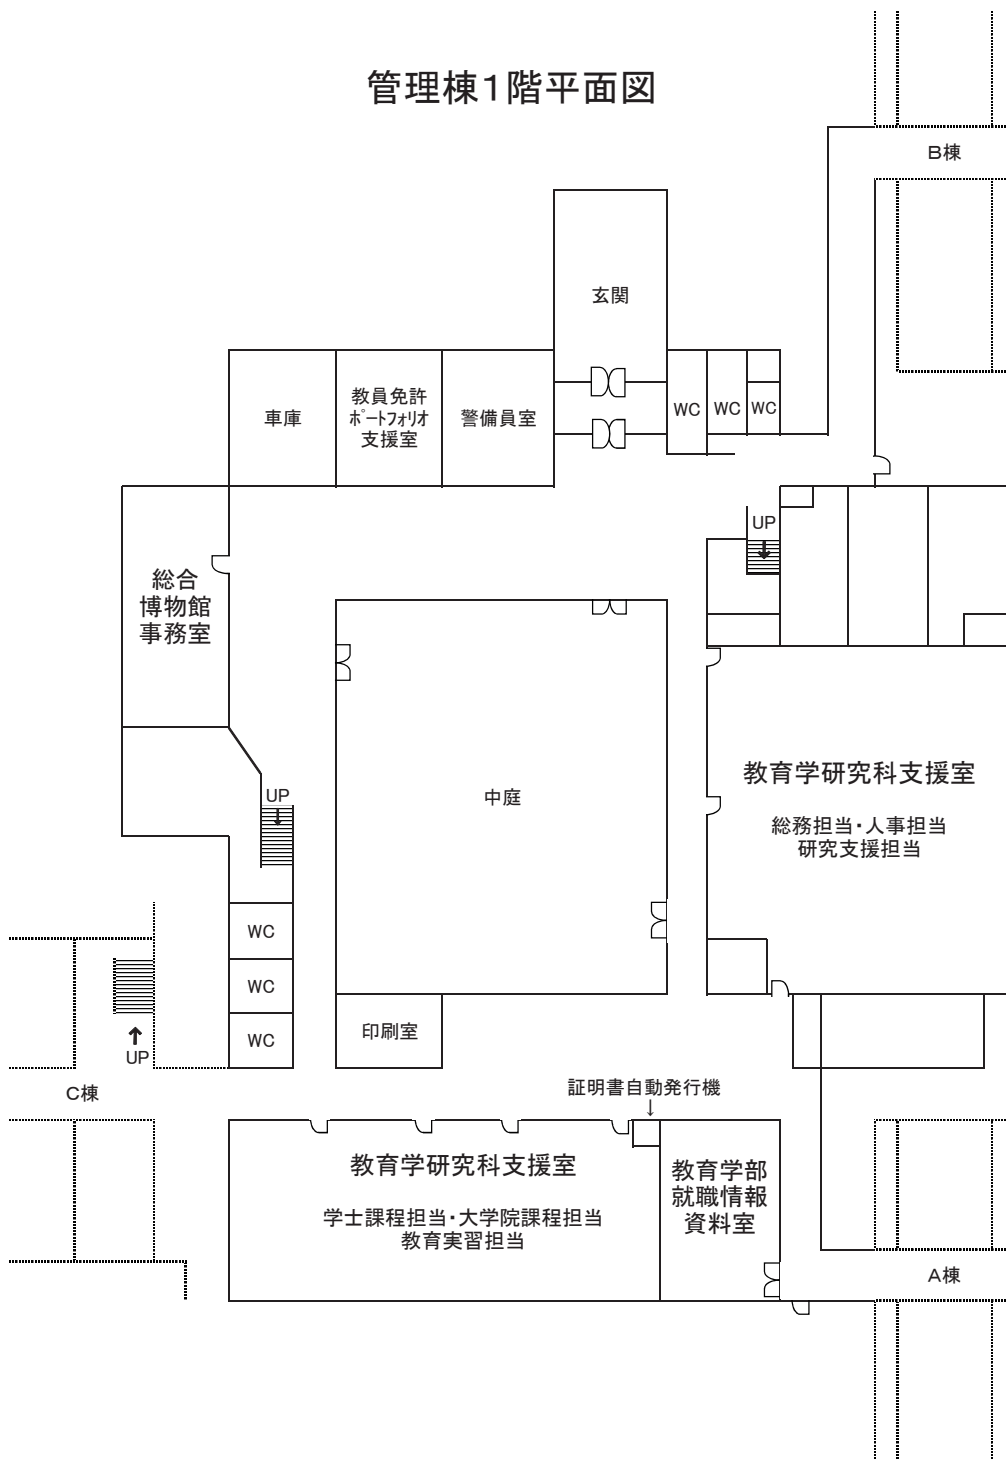 管理棟1階平面図
B棟
玄関
車庫
教員免許
ポートフォリオ
支援室
警備員室
WC
WC
WC
UP
総合
博物館
事務室
教育学研究科支援室
総務担当・人事担当
研究支援担当
中庭
UP
WC
WC
WC
印刷室
UP
C棟
証明書自動発行機
↓
教育学研究科支援室
学士課程担当・大学院課程担当
教育実習担当
教育学部
就職情報
資料室
A棟